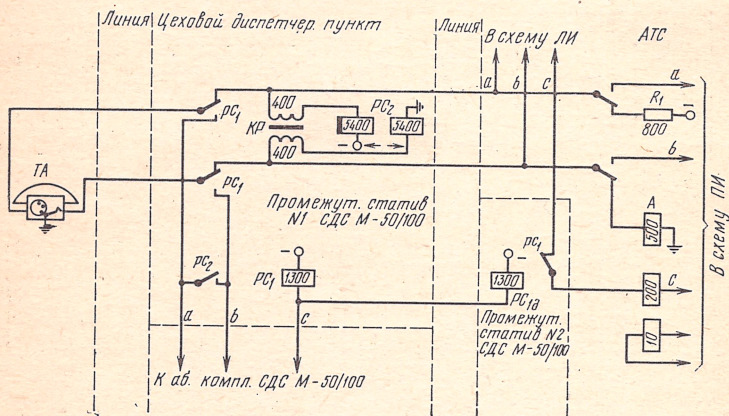 Линия
Цеховой диспетчер. пункт
Линия
В схему ЛИ
АТС
a
b
c
a
R1
800
рс1
400
КР
400
РС2
5400
5400
b
ТА
рс1
Промежут. статив
N1 СДС М-50/100
А
500
В схему ПИ
рс2
РС1
1300
1300
РС1а
рс1
200
c
10
Промежут.
статив N2
СДС М-50/100
a
b
c
К аб. компл. СДС М-50/100